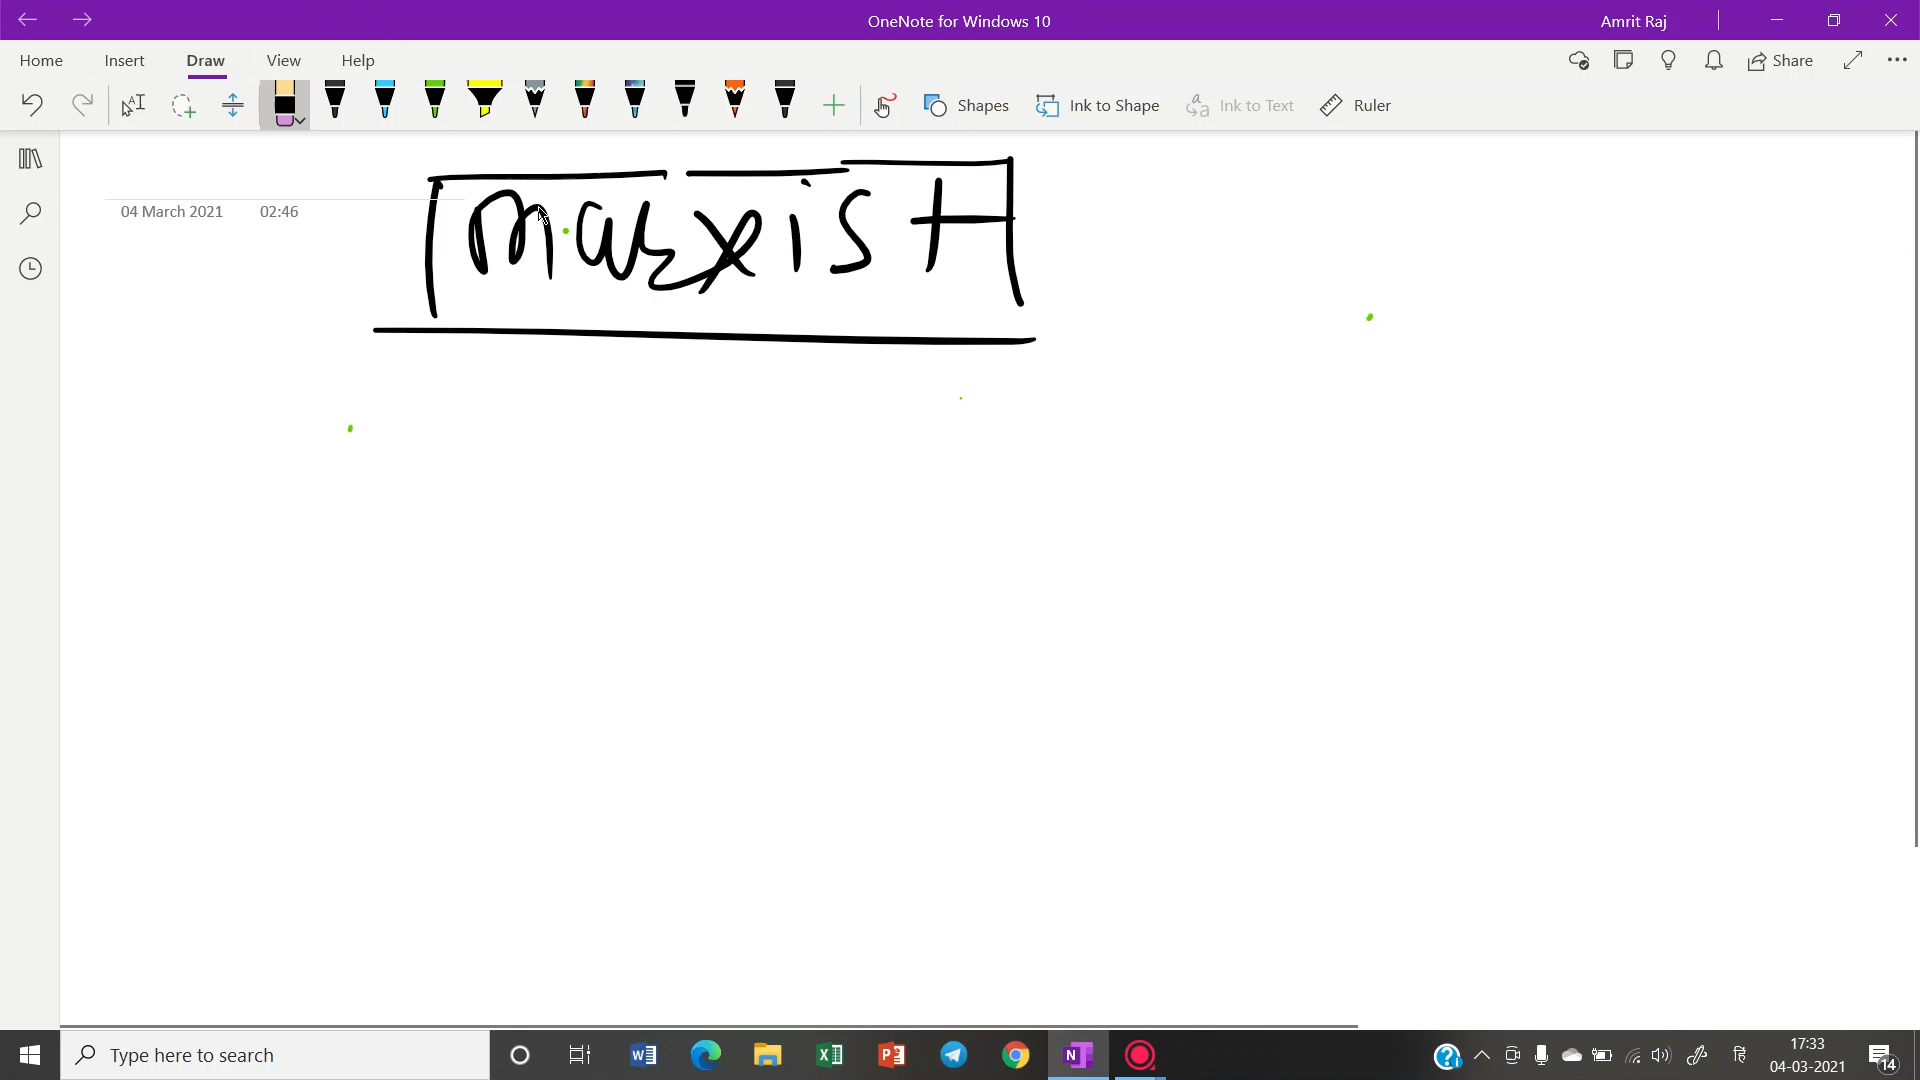 OneNote for Windows 10
Amrit Raj
Home Insert Draw View Help
Share
Shapes Ink to Shape Ink to Text Ruler
Marxist
04 March 2021 02:46
Type here to search
हि
17:33
04-03-2021
14